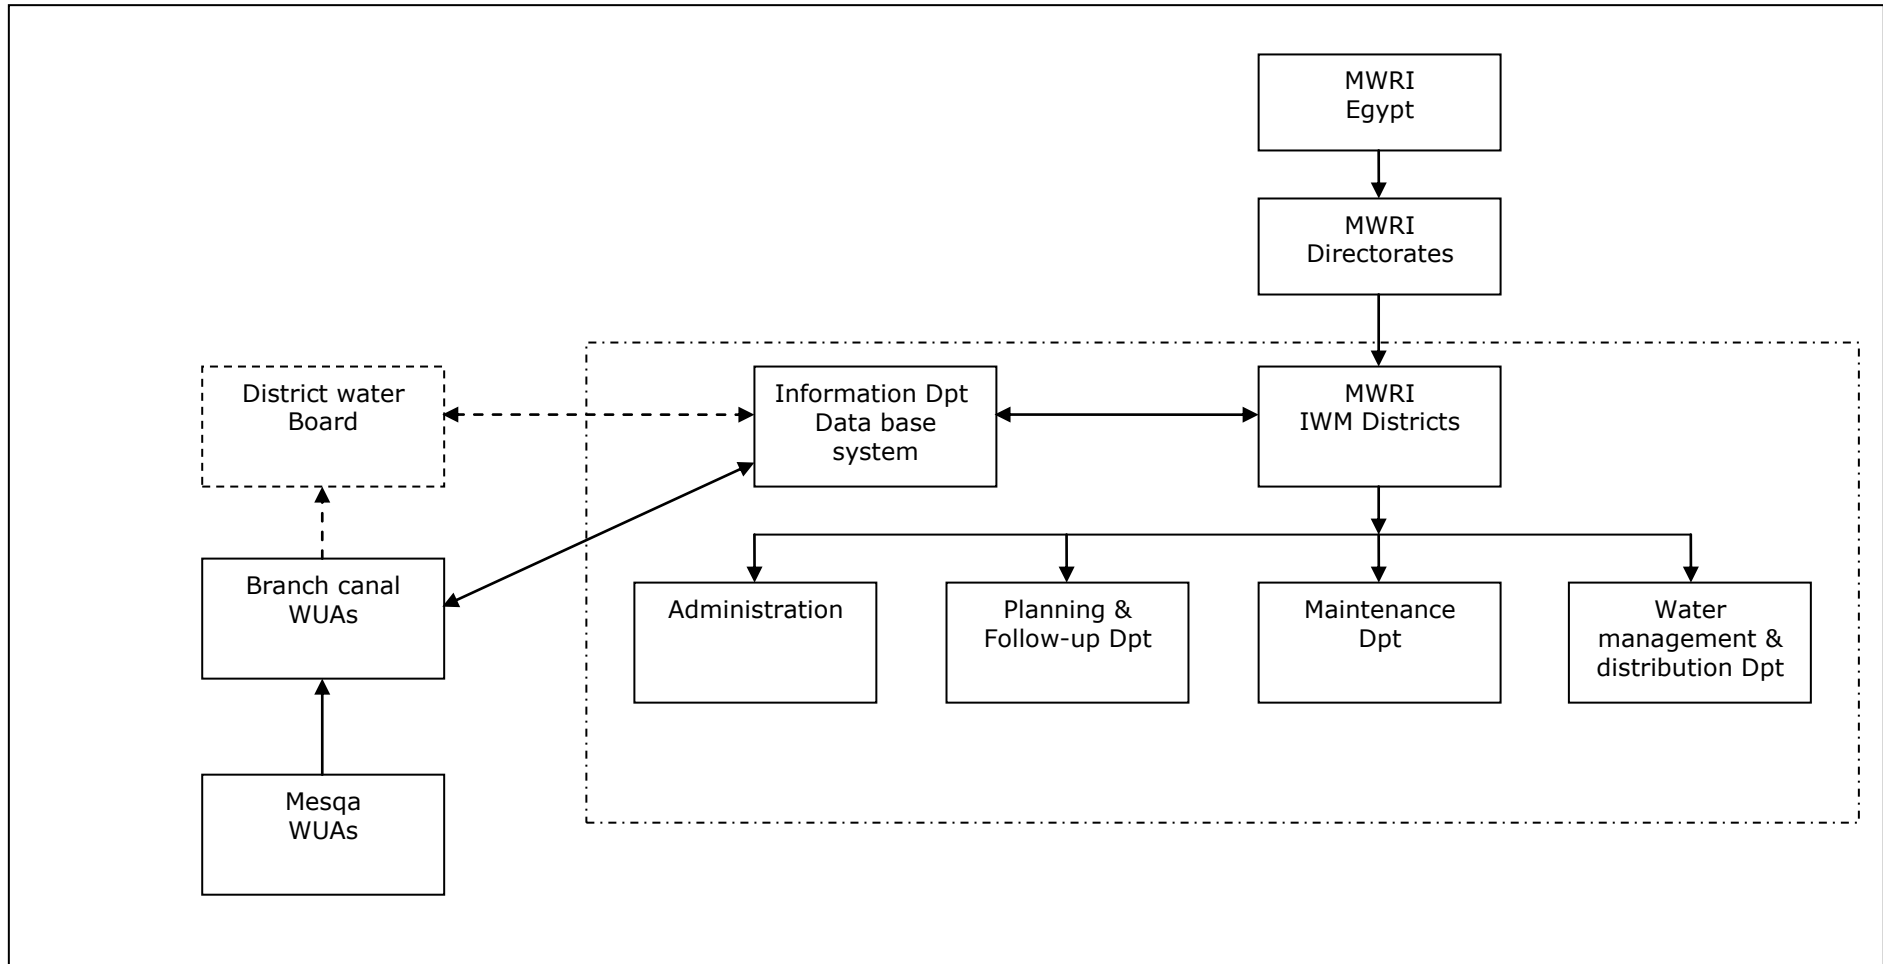 MWRI
Egypt
MWRI
Directorates
District water
Board
Information Dpt
Data base
system
MWRI
IWM Districts
Branch canal
WUAs
Administration
Planning &
Follow-up Dpt
Maintenance
Dpt
Water
management &
distribution Dpt
Mesqa
WUAs